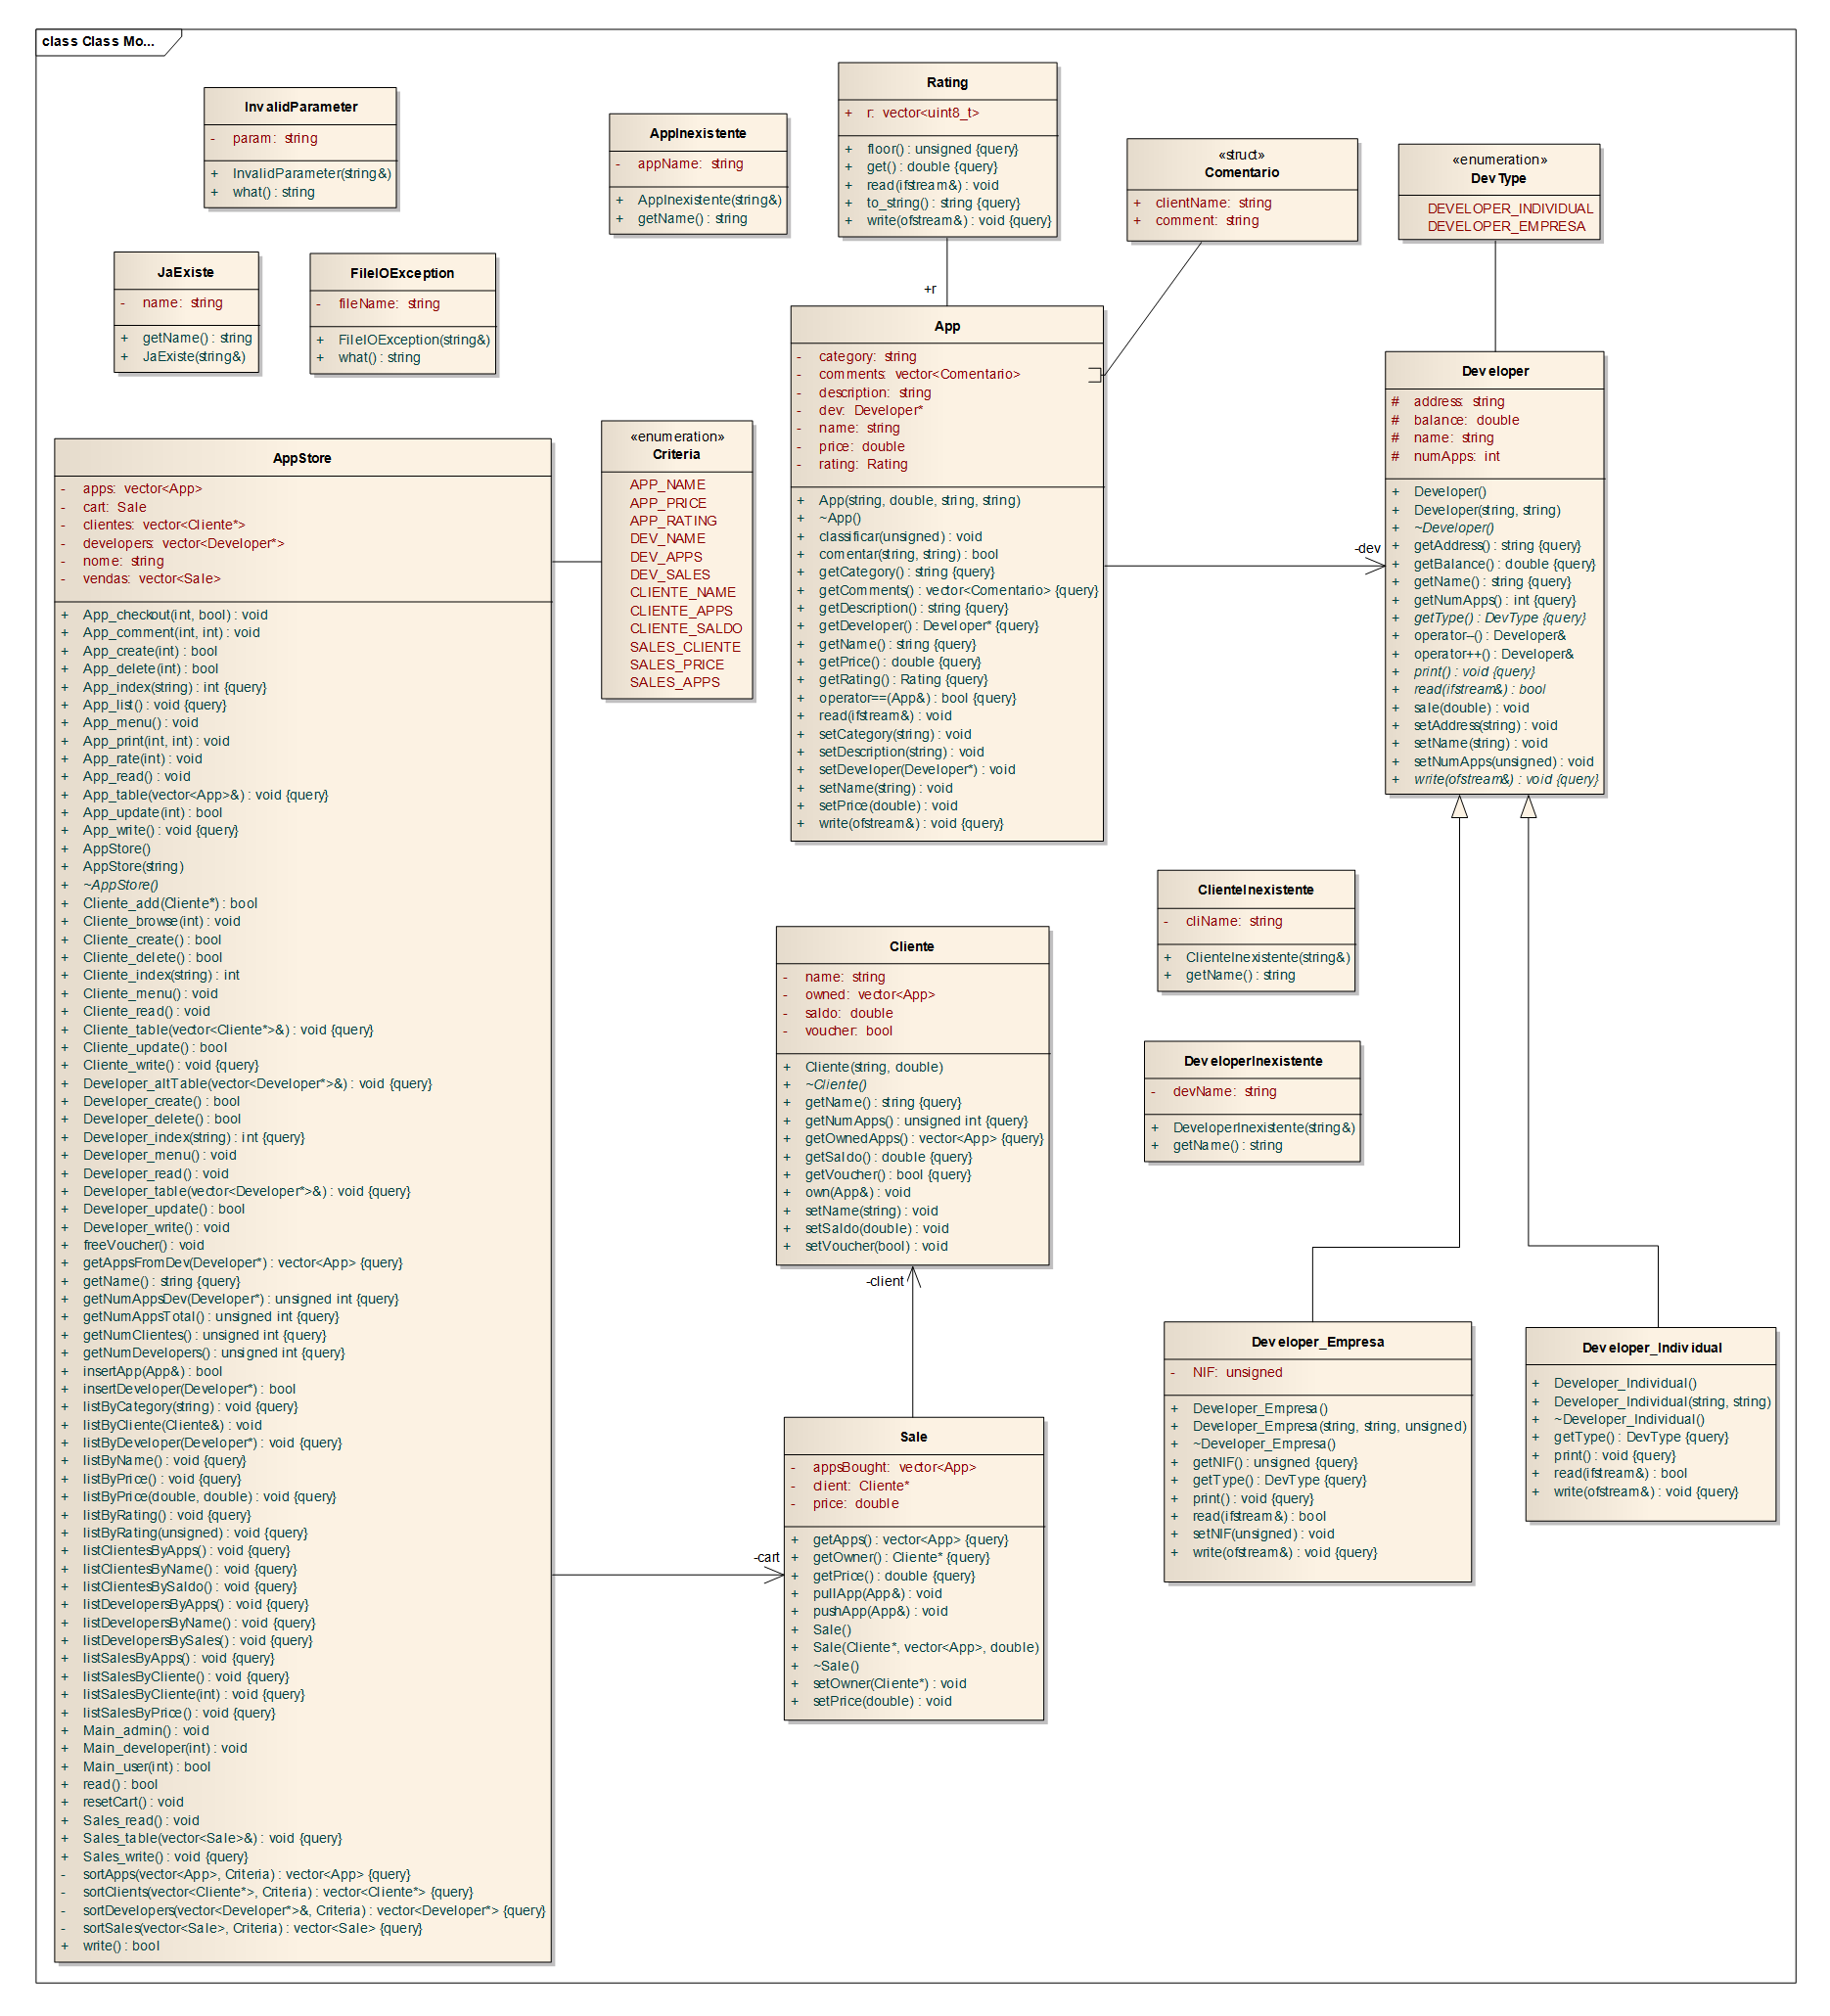 class Class Mo...
InvalidParameter
- param: string
+ InvalidParameter(string&)
+ what() : string
JaExiste
- name: string
+ getName() : string
+ JaExiste(string&)
FileIOException
- fileName: string
+ FileIOException(string&)
+ what() : string
AppInexistente
- appName: string
+ AppInexistente(string&)
+ getName() : string
Rating
+ r: vector<uint8_t>
+ floor() : unsigned {query}
+ get() : double {query}
+ read(ifstream&) : void
+ to_string() : string {query}
+ write(ofstream&) : void {query}
+r
«struct»
Comentario
+ clientName: string
+ comment: string
«enumeration»
DevType
DEVELOPER_INDIVIDUAL
DEVELOPER_EMPRESA
AppStore
- apps: vector<App>
- cart: Sale
- clientes: vector<Cliente*>
- developers: vector<Developer*>
- nome: string
- vendas: vector<Sale>
+ App_checkout(int, bool) : void
+ App_comment(int, int) : void
+ App_create(int) : bool
+ App_delete(int) : bool
+ App_index(string) : int {query}
+ App_list() : void {query}
+ App_menu() : void
+ App_print(int, int) : void
+ App_rate(int) : void
+ App_read() : void
+ App_table(vector<App>&) : void {query}
+ App_update(int) : bool
+ App_write() : void {query}
+ AppStore()
+ AppStore(string)
+ ~AppStore()
+ Cliente_add(Cliente*) : bool
+ Cliente_browse(int) : void
+ Cliente_create() : bool
+ Cliente_delete() : bool
+ Cliente_index(string) : int
+ Cliente_menu() : void
+ Cliente_read() : void
+ Cliente_table(vector<Cliente*>&) : void {query}
+ Cliente_update() : bool
+ Cliente_write() : void {query}
+ Developer_altTable(vector<Developer*>&) : void {query}
+ Developer_create() : bool
+ Developer_delete() : bool
+ Developer_index(string) : int {query}
+ Developer_menu() : void
+ Developer_read() : void
+ Developer_table(vector<Developer*>&) : void {query}
+ Developer_update() : bool
+ Developer_write() : void
+ freeVoucher() : void
+ getAppsFromDev(Developer*) : vector<App> {query}
+ getName() : string {query}
+ getNumAppsDev(Developer*) : unsigned int {query}
+ getNumAppsTotal() : unsigned int {query}
+ getNumClientes() : unsigned int {query}
+ getNumDevelopers() : unsigned int {query}
+ insertApp(App&) : bool
+ insertDeveloper(Developer*) : bool
+ listByCategory(string) : void {query}
+ listByCliente(Cliente&) : void
+ listByDeveloper(Developer*) : void {query}
+ listByName() : void {query}
+ listByPrice() : void {query}
+ listByPrice(double, double) : void {query}
+ listByRating() : void {query}
+ listByRating(unsigned) : void {query}
+ listClientesByApps() : void {query}
+ listClientesByName() : void {query}
+ listClientesBySaldo() : void {query}
+ listDevelopersByApps() : void {query}
+ listDevelopersByName() : void {query}
+ listDevelopersBySales() : void {query}
+ listSalesByApps() : void {query}
+ listSalesByCliente() : void {query}
+ listSalesByCliente(int) : void {query}
+ listSalesByPrice() : void {query}
+ Main_admin() : void
+ Main_developer(int) : void
+ Main_user(int) : bool
+ read() : bool
+ resetCart() : void
+ Sales_read() : void
+ Sales_table(vector<Sale>&) : void {query}
+ Sales_write() : void {query}
- sortApps(vector<App>, Criteria) : vector<App> {query}
- sortClients(vector<Cliente*>, Criteria) : vector<Cliente*> {query}
- sortDevelopers(vector<Developer*>&, Criteria) : vector<Developer*> {query}
- sortSales(vector<Sale>, Criteria) : vector<Sale> {query}
+ write() : bool
«enumeration»
Criteria
APP_NAME
APP_PRICE
APP_RATING
DEV_NAME
DEV_APPS
DEV_SALES
CLIENTE_NAME
CLIENTE_APPS
CLIENTE_SALDO
SALES_CLIENTE
SALES_PRICE
SALES_APPS
App
- category: string
- comments: vector<Comentario>
- description: string
- dev: Developer*
- name: string
- price: double
- rating: Rating
+ App(string, double, string, string)
+ ~App()
+ classificar(unsigned) : void
+ comentar(string, string) : bool
+ getCategory() : string {query}
+ getComments() : vector<Comentario> {query}
+ getDescription() : string {query}
+ getDeveloper() : Developer* {query}
+ getName() : string {query}
+ getPrice() : double {query}
+ getRating() : Rating {query}
+ operator==(App&) : bool {query}
+ read(ifstream&) : void
+ setCategory(string) : void
+ setDescription(string) : void
+ setDeveloper(Developer*) : void
+ setName(string) : void
+ setPrice(double) : void
+ write(ofstream&) : void {query}
-dev
Developer
# address: string
# balance: double
# name: string
# numApps: int
+ Developer()
+ Developer(string, string)
+ ~Developer()
+ getAddress() : string {query}
+ getBalance() : double {query}
+ getName() : string {query}
+ getNumApps() : int {query}
+ getType() : DevType {query}
+ operator--() : Developer&
+ operator++() : Developer&
+ print() : void {query}
+ read(ifstream&) : bool
+ sale(double) : void
+ setAddress(string) : void
+ setName(string) : void
+ setNumApps(unsigned) : void
+ write(ofstream&) : void {query}
ClienteInexistente
- cliName: string
+ ClienteInexistente(string&)
+ getName() : string
Cliente
- name: string
- owned: vector<App>
- saldo: double
- voucher: bool
+ Cliente(string, double)
+ ~Cliente()
+ getName() : string {query}
+ getNumApps() : unsigned int {query}
+ getOwnedApps() : vector<App> {query}
+ getSaldo() : double {query}
+ getVoucher() : bool {query}
+ own(App&) : void
+ setName(string) : void
+ setSaldo(double) : void
+ setVoucher(bool) : void
-client
DeveloperInexistente
- devName: string
+ DeveloperInexistente(string&)
+ getName() : string
Sale
- appsBought: vector<App>
- client: Cliente*
- price: double
+ getApps() : vector<App> {query}
+ getOwner() : Cliente* {query}
+ getPrice() : double {query}
+ pullApp(App&) : void
+ pushApp(App&) : void
+ Sale()
+ Sale(Cliente*, vector<App>, double)
+ ~Sale()
+ setOwner(Cliente*) : void
+ setPrice(double) : void
-cart
Developer_Empresa
- NIF: unsigned
+ Developer_Empresa()
+ Developer_Empresa(string, string, unsigned)
+ ~Developer_Empresa()
+ getNIF() : unsigned {query}
+ getType() : DevType {query}
+ print() : void {query}
+ read(ifstream&) : bool
+ setNIF(unsigned) : void
+ write(ofstream&) : void {query}
Developer_Individual
+ Developer_Individual()
+ Developer_Individual(string, string)
+ ~Developer_Individual()
+ getType() : DevType {query}
+ print() : void {query}
+ read(ifstream&) : bool
+ write(ofstream&) : void {query}